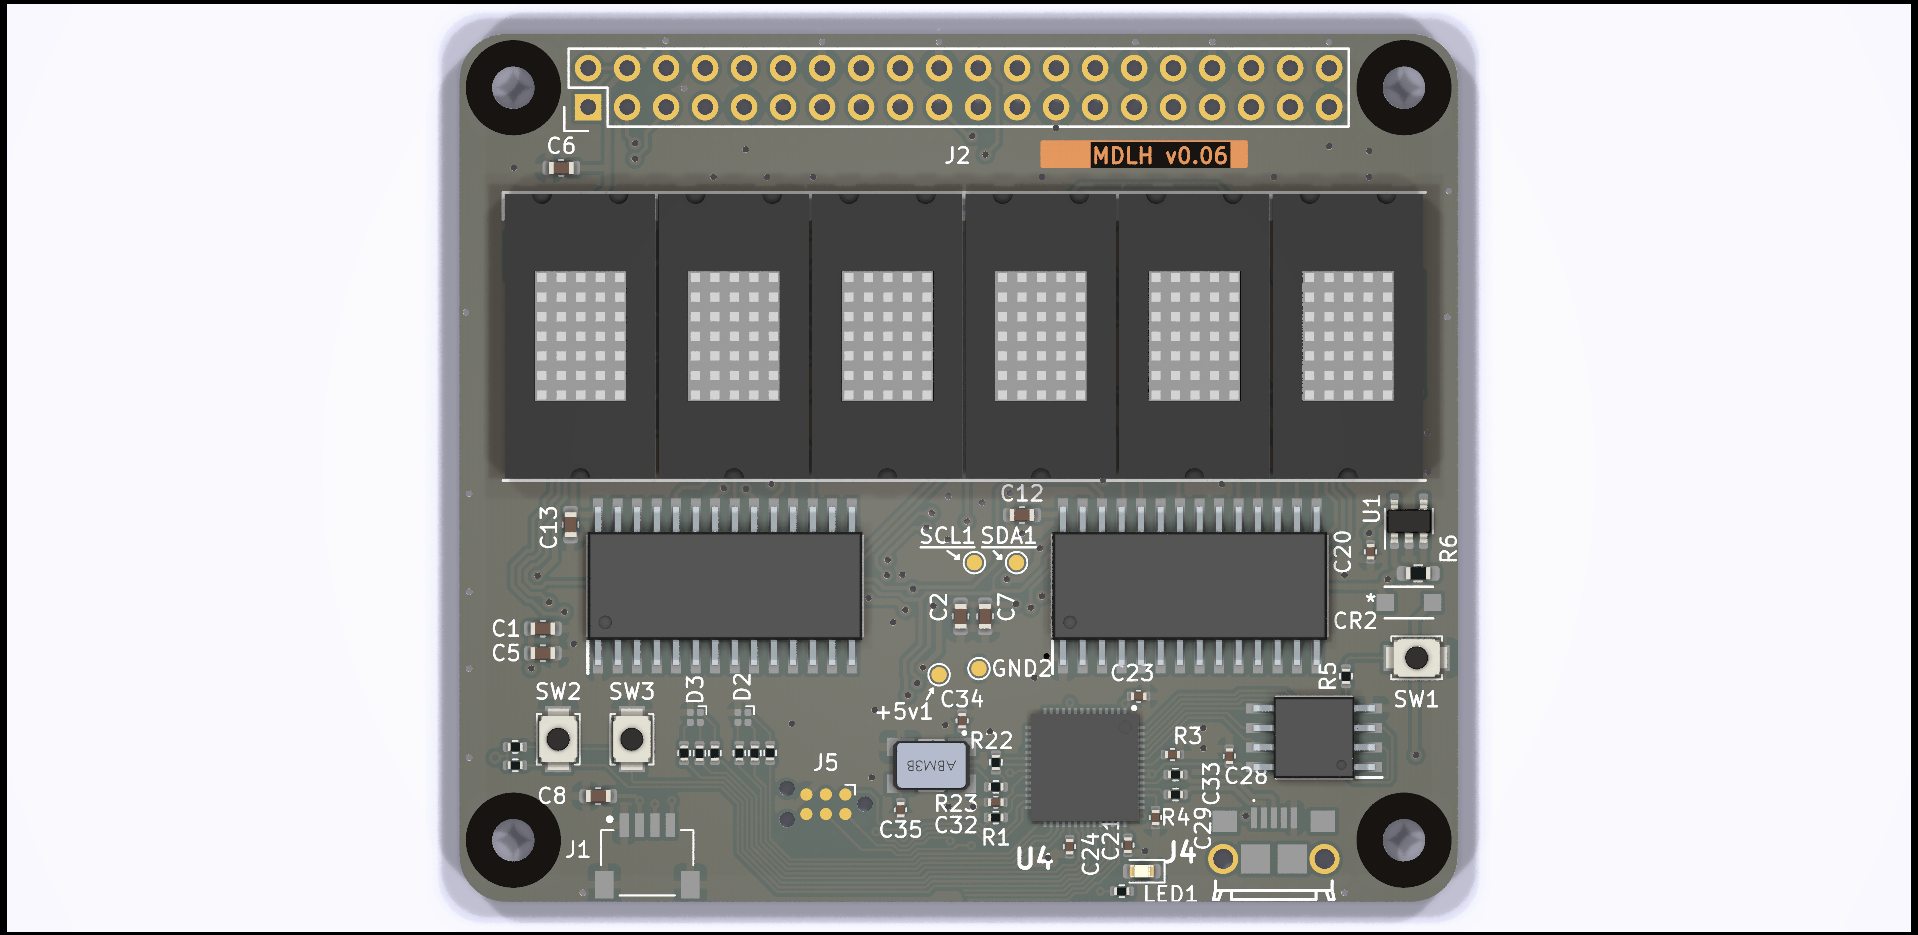 C6
J2
MDLH v0.06
C12
C13
U1
SCL1
SDA1
C20
R6
C2
C7
*
CR2
C1
C5
GND2
C23
R5
SW2
SW3
D3
D2
C34
+5v1
SW1
R22
R3
J5
ABM3B
C33
C28
C8
R23
C32
C35
R1
R4
C29
J1
U4
C24
C21
J4
LED1